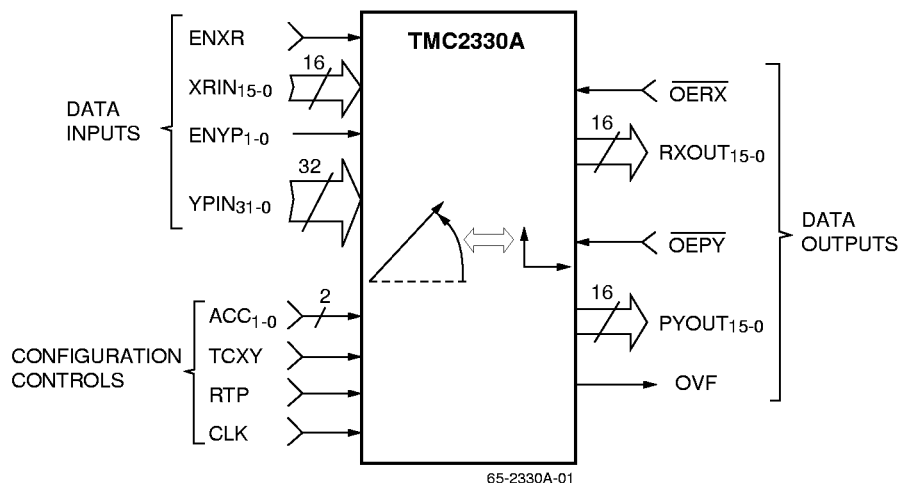 TMC2330A
DATA
INPUTS
ENXR
16
XRIN15-0
ENYP1-0
32
YPIN31-0
CONFIGURATION
CONTROLS
2
ACC1-0
TCXY
RTP
CLK
OERX
16
RXOUT15-0
OEPY
16
PYOUT15-0
OVF
DATA
OUTPUTS
65-2330A-01